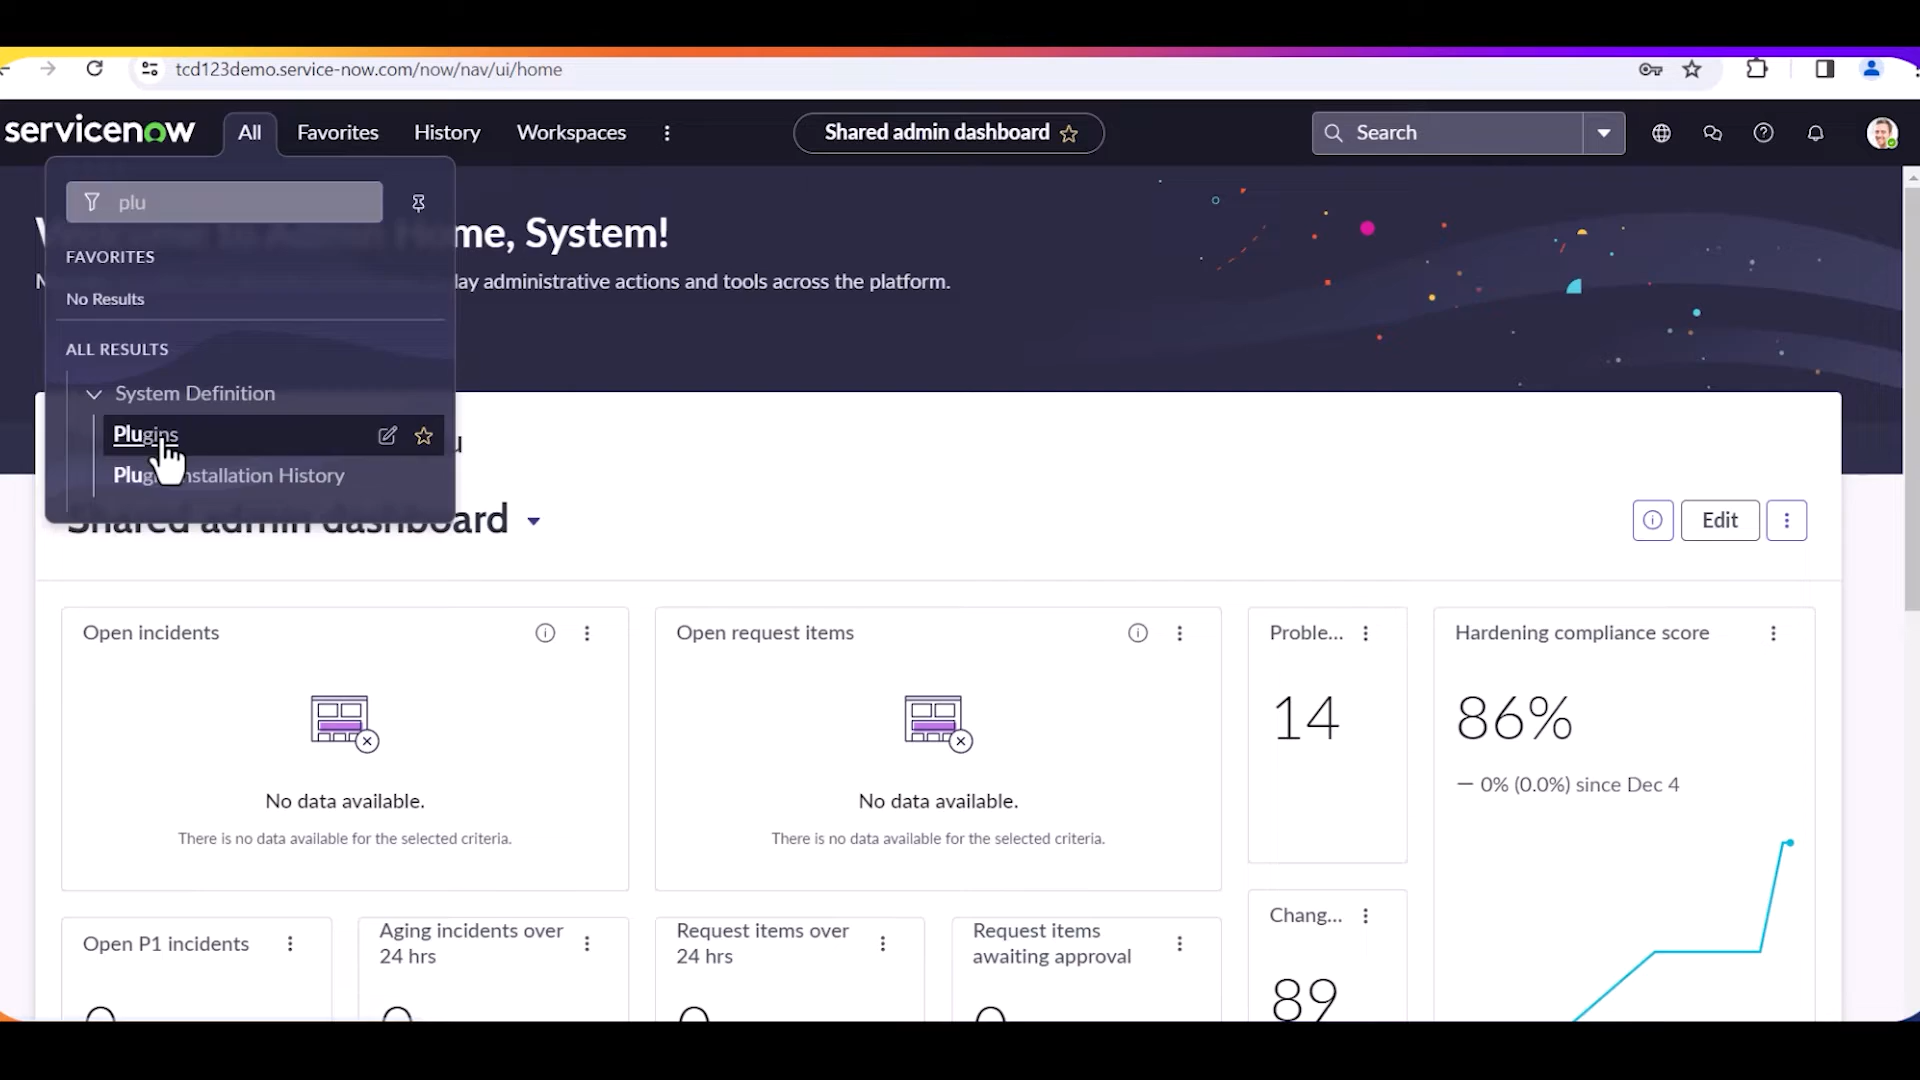 tcd123demo.service-now.com/now/nav/ui/home
servicenow
All
Favorites
History
Workspaces
Shared admin dashboard
Search
plu
me, System!
lay administrative actions and tools across the platform.
FAVORITES
No Results
ALL RESULTS
System Definition
Plugins
Plug nstallation History
Shared admin dashboard
Edit
Open incidents
No data available.
There is no data available for the selected criteria.
Open request items
No data available.
There is no data available for the selected criteria.
Proble...
14
Hardening compliance score
86%
— 0% (0.0%) since Dec 4
Open P1 incidents
Aging incidents over
24 hrs
Request items over
24 hrs
Request items
awaiting approval
Chang...
89